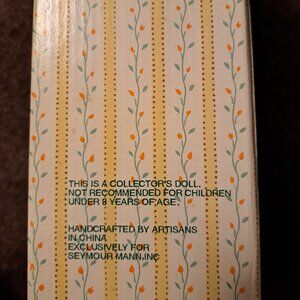 THIS IS A COLLECTOR'S DOLL.
NOT RECOMMENDED FOR CHILDREN
UNDER 8 YEARS OF AGE.
HANDCRAFTED BY ARTISANS
IN CHINA
EXCLUSIVELY FOR
SEYMOUR MANN,INC